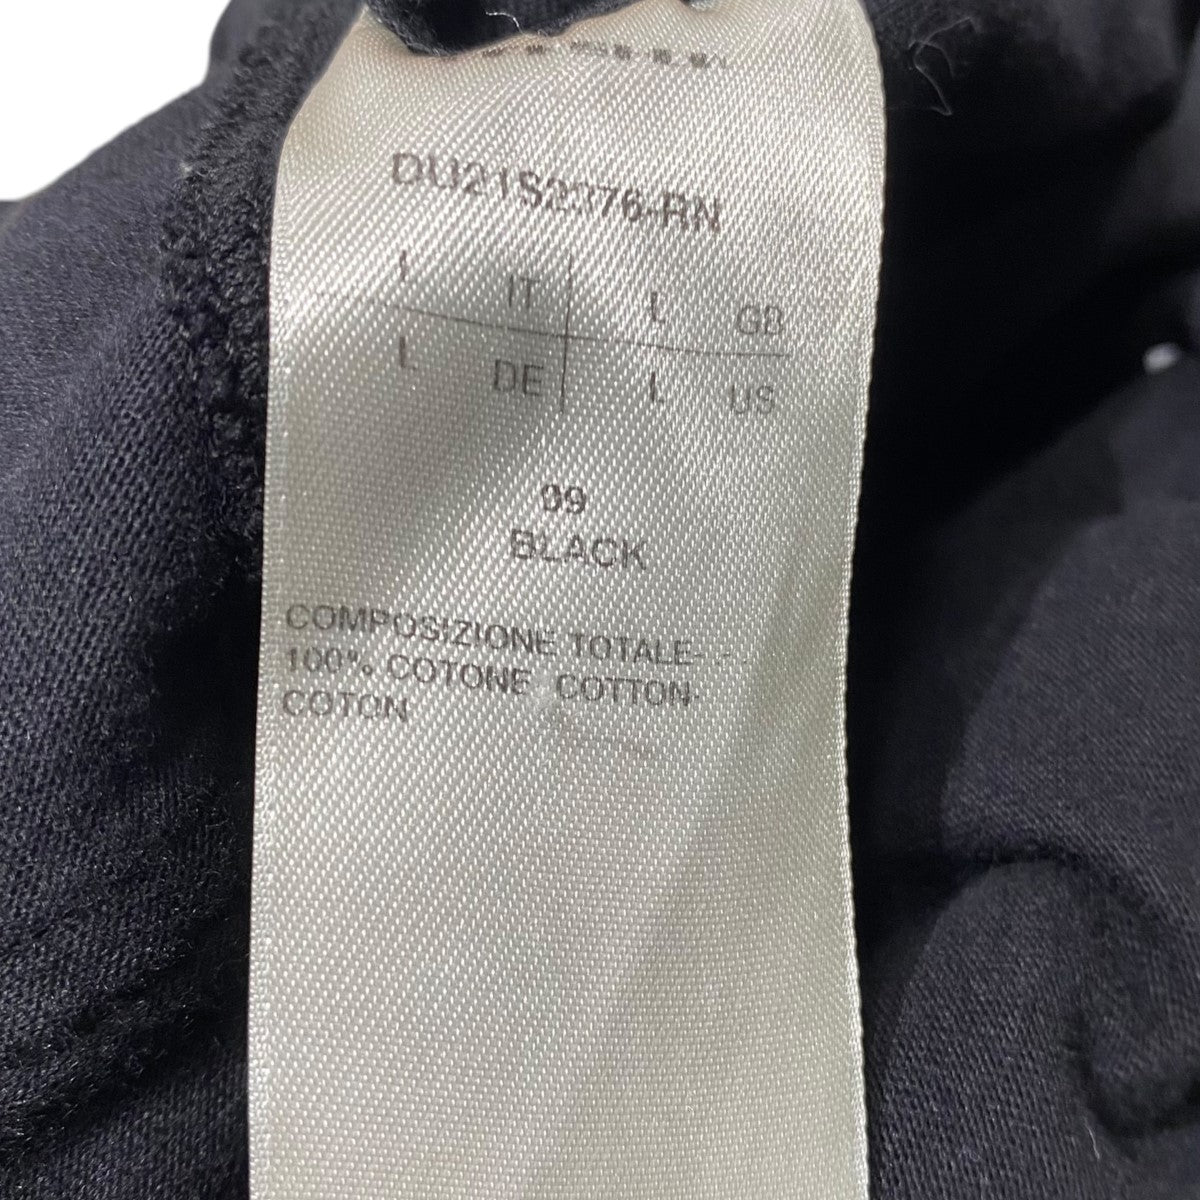 DU21S2376-RN
L IT L GB
L DE L US
09
BLACK
COMPOSIZIONE TOTALE-
100% COTONE COTTON-
COTON